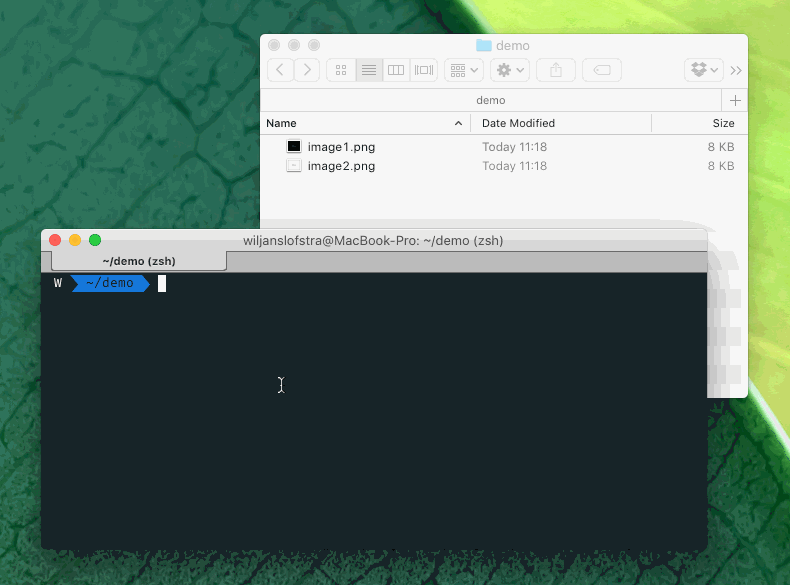 demo
demo
Name Date Modified Size
image1.png Today 11:18 8 KB
image2.png Today 11:18 8 KB
wiljanslofstra@MacBook-Pro: ~/demo (zsh)
~/demo (zsh)
W ~/demo